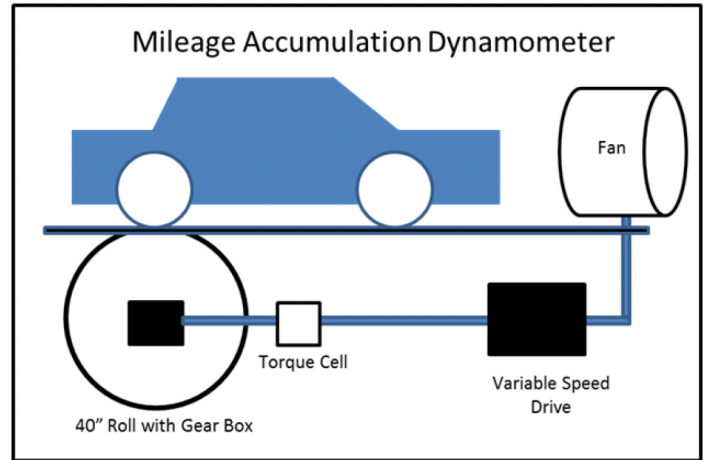 Mileage Accumulation Dynamometer
Fan
Torque Cell
Variable Speed
Drive
40” Roll with Gear Box